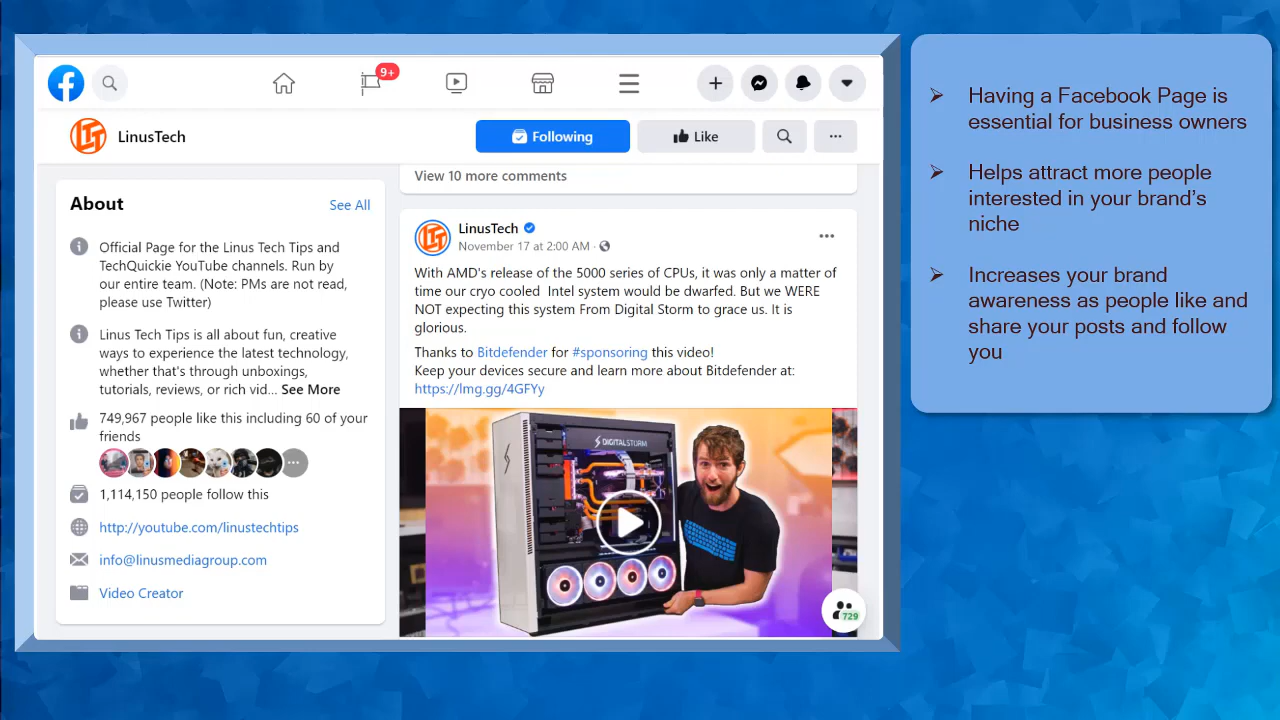 9+
LinusTech
Following
Like
About
See All
Official Page for the Linus Tech Tips and
TechQuickie YouTube channels. Run by
our entire team. (Note: PMs are not read,
please use Twitter)
Linus Tech Tips is all about fun, creative
ways to experience the latest technology,
whether that's through unboxings,
tutorials, reviews, or rich vid... See More
749,967 people like this including 60 of your
friends
1,114,150 people follow this
http://youtube.com/linustechtips
info@linusmediagroup.com
Video Creator
View 10 more comments
LinusTech
November 17 at 2:00 AM
With AMD's release of the 5000 series of CPUs, it was only a matter of
time our cryo cooled Intel system would be dwarfed. But we WERE
NOT expecting this system From Digital Storm to grace us. It is
glorious.
Thanks to Bitdefender for #sponsoring this video!
Keep your devices secure and learn more about Bitdefender at:
https://lmg.gg/4GFYy
DIGITALSTORM
729
Having a Facebook Page is
essential for business owners
Helps attract more people
interested in your brand's
niche
Increases your brand
awareness as people like and
share your posts and follow
you